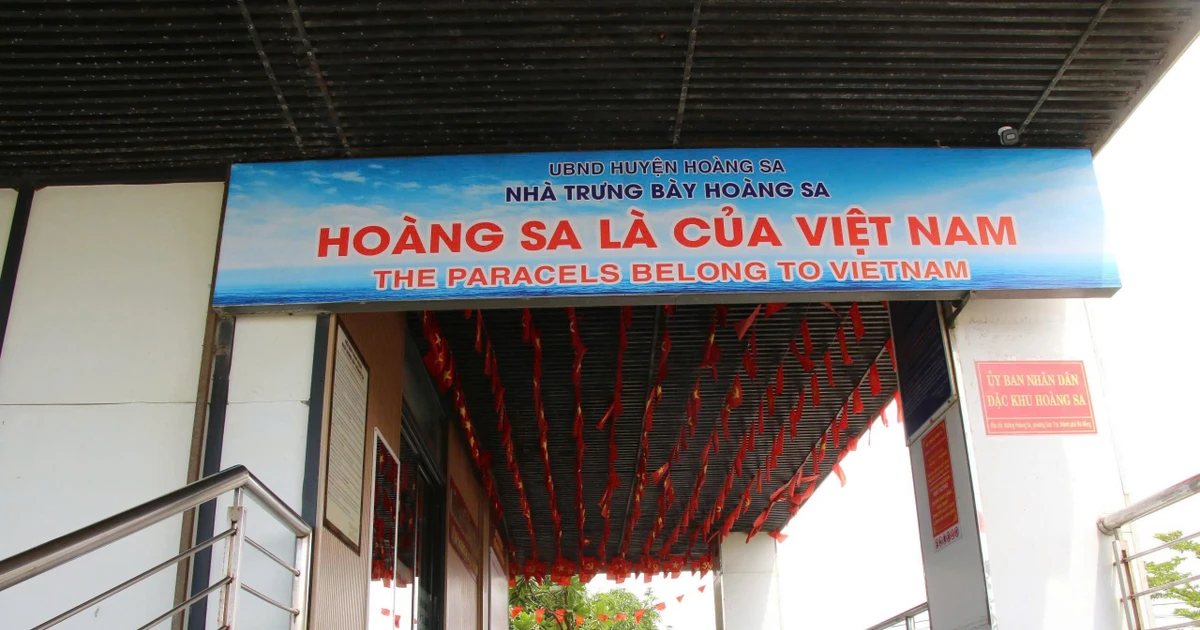 UBND HUYỆN HOÀNG SA
NHÀ TRƯNG BÀY HOÀNG SA
HOÀNG SA LÀ CỦA VIỆT NAM
THE PARACELS BELONG TO VIETNAM
ỦY BAN NHÂN DÂN
ĐẶC KHU HOÀNG SA